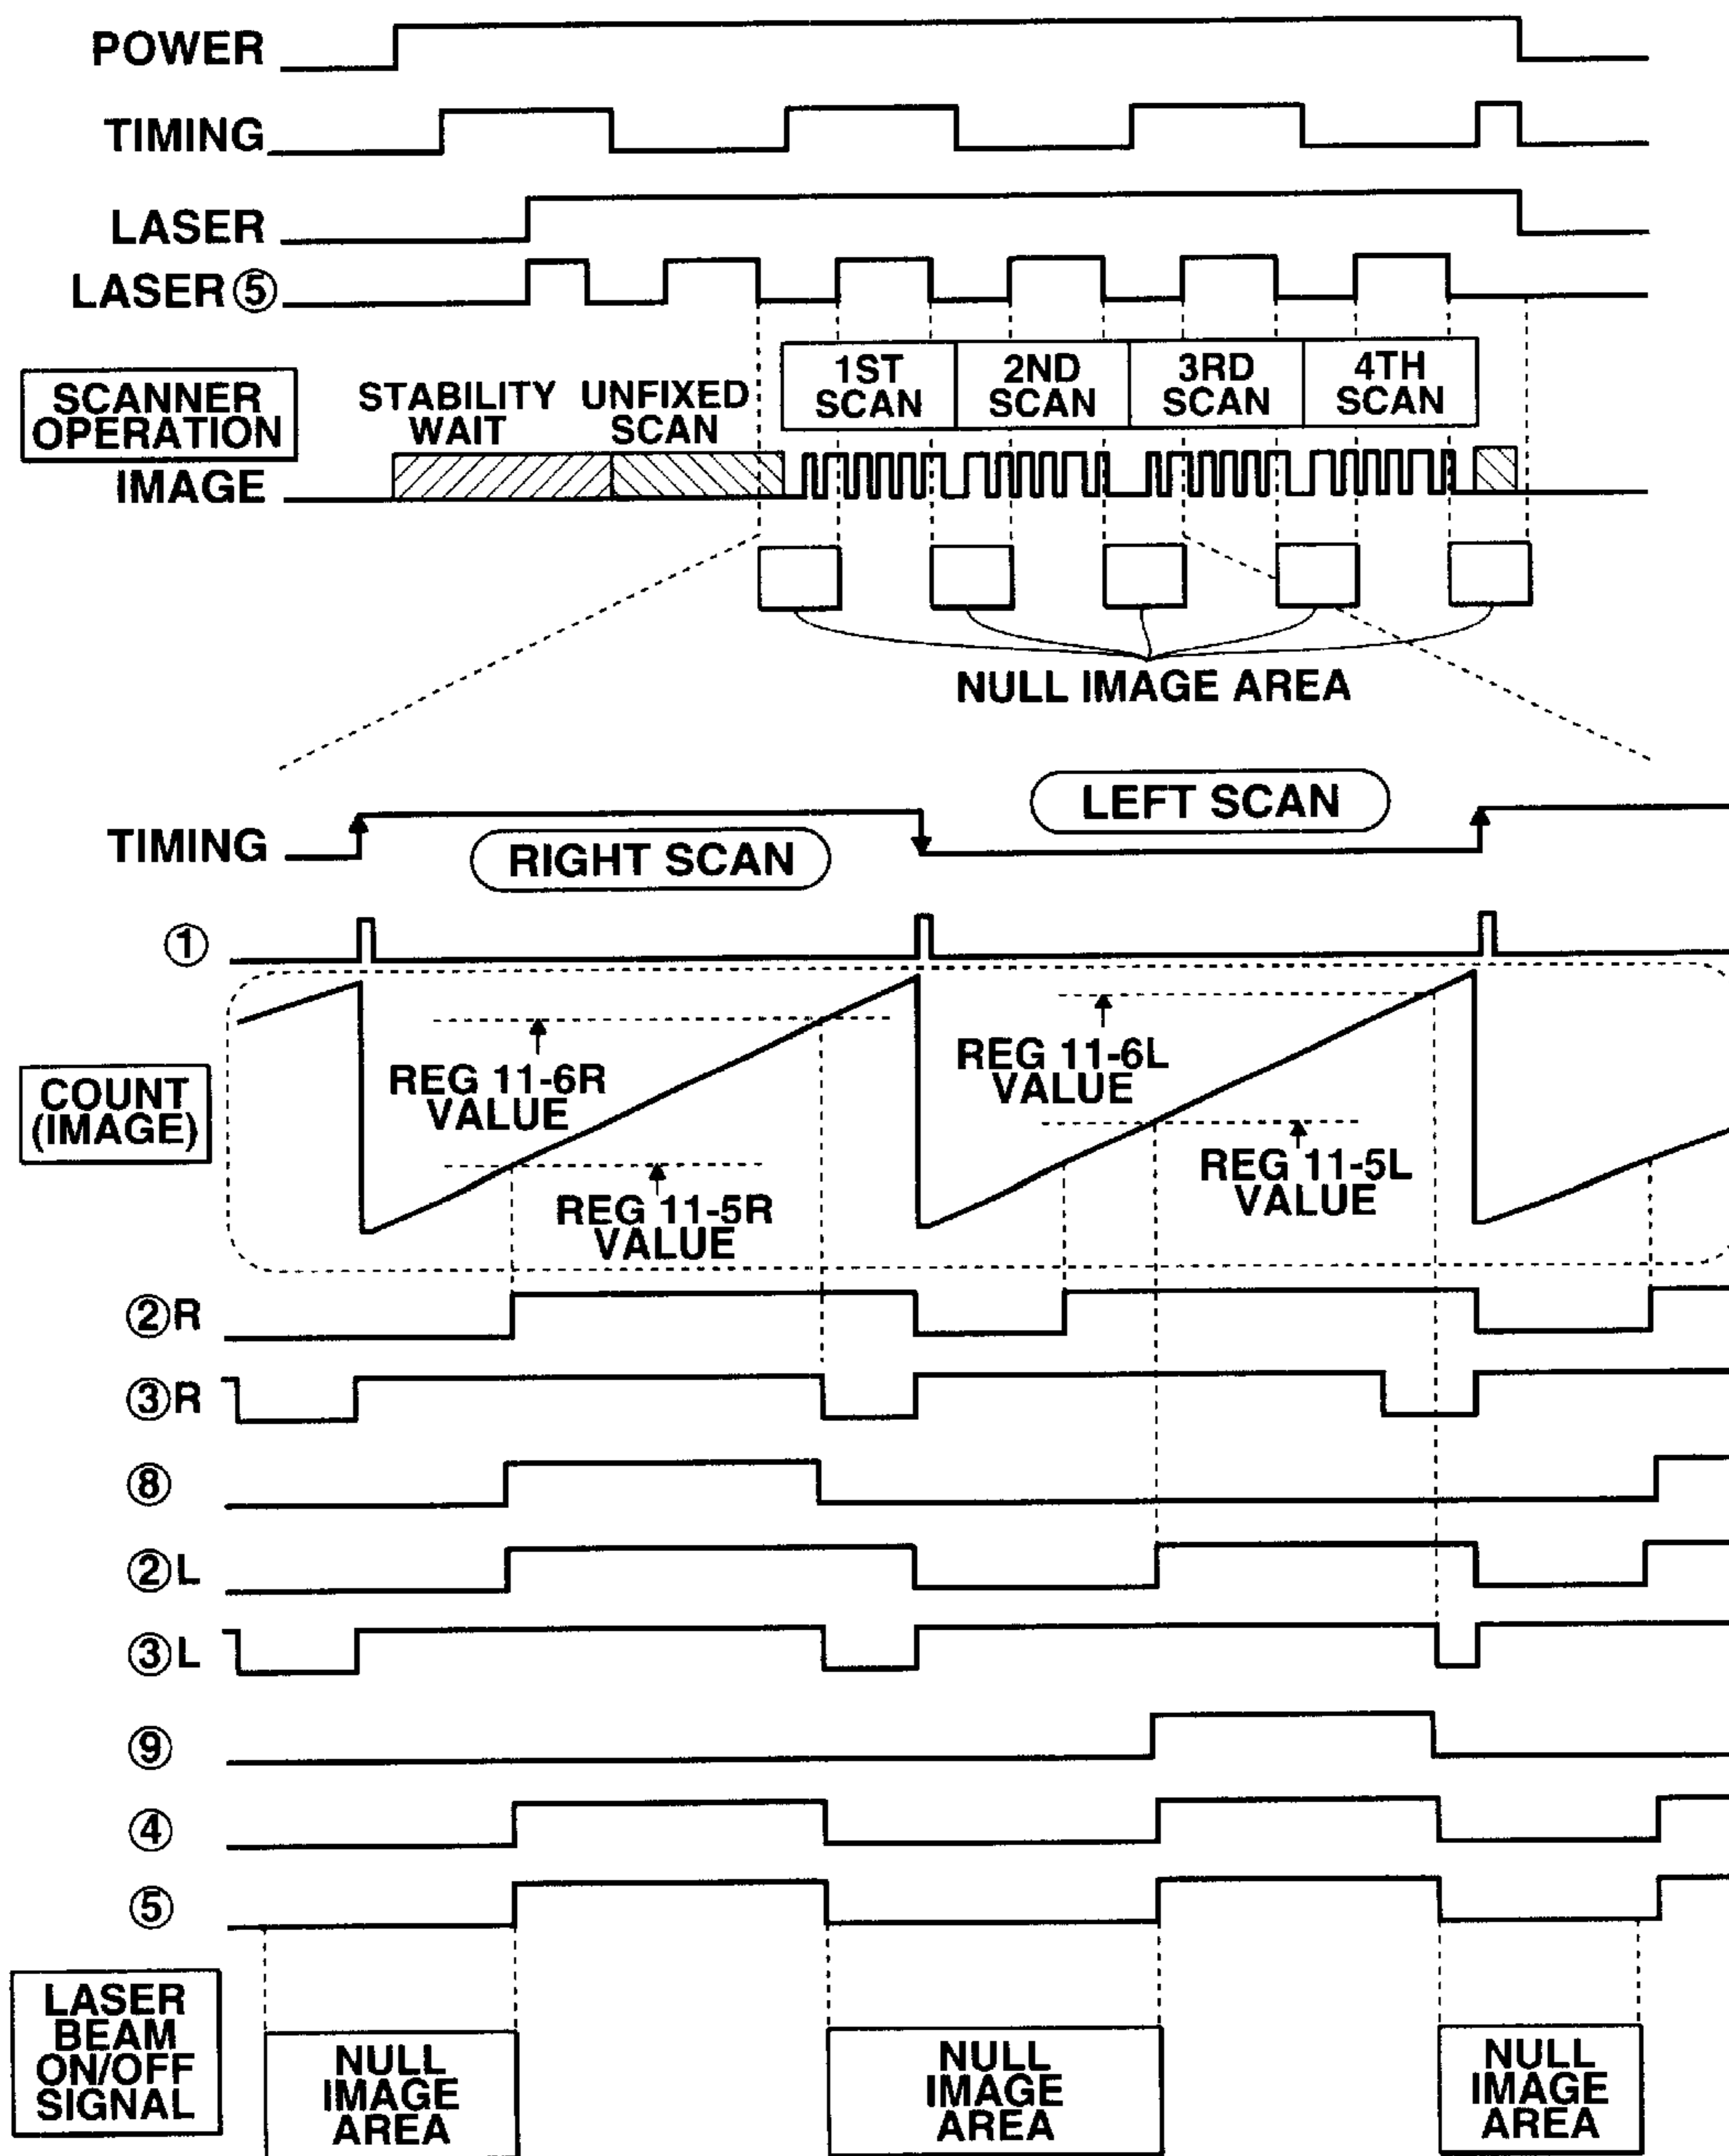 POWER
TIMING
LASER
LASER⑤
1ST
SCAN
2ND
SCAN
3RD
SCAN
4TH
SCAN
SCANNER
OPERATION
STABILITY
WAIT
UNFIXED
SCAN
IMAGE
NULL IMAGE AREA
TIMING
RIGHT SCAN
LEFT SCAN
①
COUNT
(IMAGE)
REG 11-6R
VALUE
REG 11-5R
VALUE
REG 11-6L
VALUE
REG 11-5L
VALUE
②R
③R
⑧
②L
③L
⑨
④
⑤
LASER
BEAM
ON/OFF
SIGNAL
NULL
IMAGE
AREA
NULL
IMAGE
AREA
NULL
IMAGE
AREA